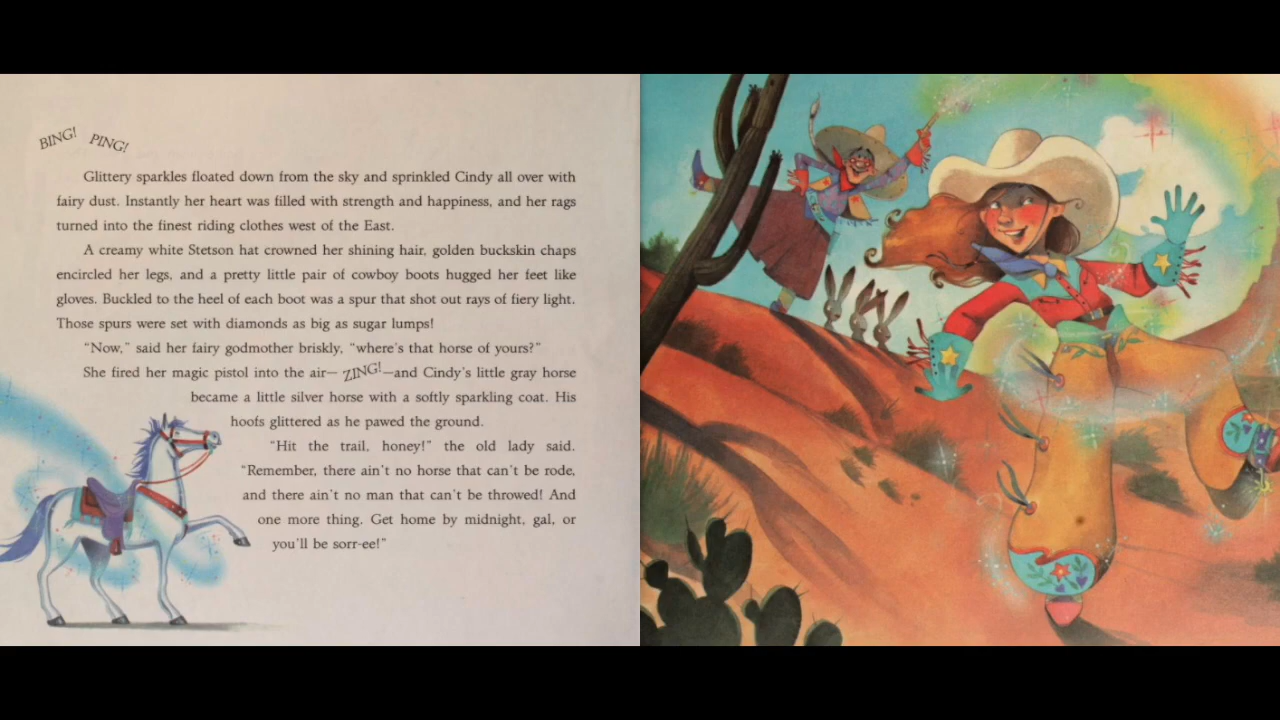 BING! PING!
Glittery sparkles floated down from the sky and sprinkled Cindy all over with
fairy dust. Instantly her heart was filled with strength and happiness, and her rags
turned into the finest riding clothes west of the East.
A creamy white Stetson hat crowned her shining hair, golden buckskin chaps
encircled her legs, and a pretty little pair of cowboy boots hugged her feet like
gloves. Buckled to the heel of each boot was a spur that shot out rays of fiery light.
Those spurs were set with diamonds as big as sugar lumps!
“Now,” said her fairy godmother briskly, “where's that horse of yours?”
She fired her magic pistol into the air— ZING!—and Cindy's little gray horse
became a little silver horse with a softly sparkling coat. His
hoofs glittered as he pawed the ground.
“Hit the trail, honey!” the old lady said.
“Remember, there ain't no horse that can't be rode,
and there ain't no man that can't be throwed! And
one more thing. Get home by midnight, gal, or
you'll be sorr-ee!”